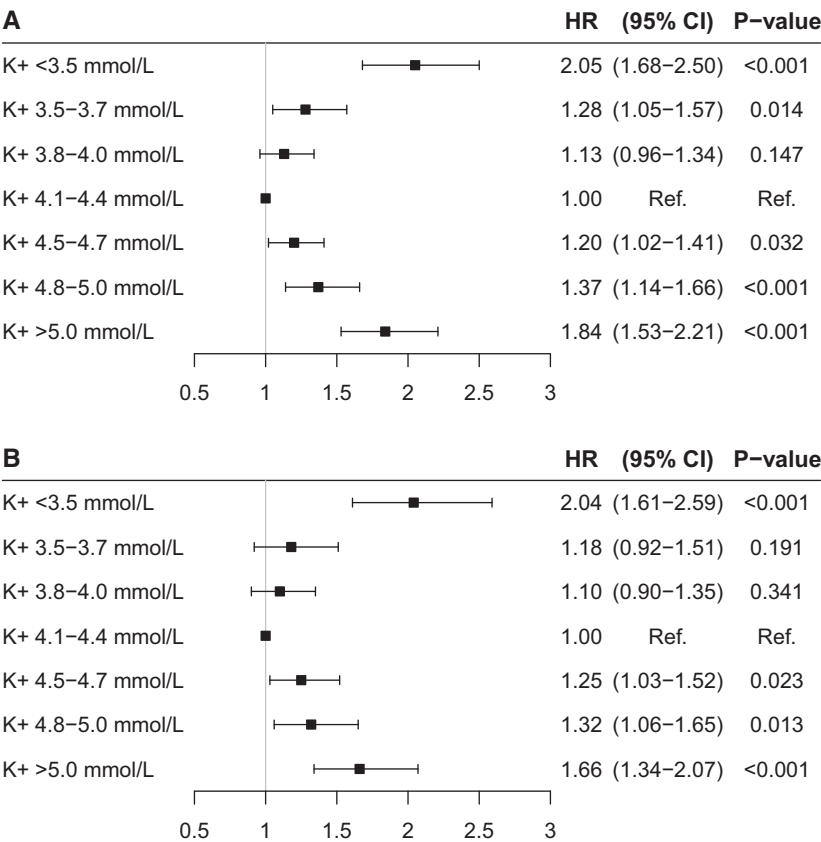 A HR (95% CI) P−value
K+ <3.5 mmol/L 2.05 (1.68−2.50) <0.001
K+ 3.5−3.7 mmol/L 1.28 (1.05−1.57) 0.014
K+ 3.8−4.0 mmol/L 1.13 (0.96−1.34) 0.147
K+ 4.1−4.4 mmol/L 1.00 Ref. Ref.
K+ 4.5−4.7 mmol/L 1.20 (1.02−1.41) 0.032
K+ 4.8−5.0 mmol/L 1.37 (1.14−1.66) <0.001
K+ >5.0 mmol/L 1.84 (1.53−2.21) <0.001
0.5 1 1.5 2 2.5 3
B HR (95% CI) P−value
K+ <3.5 mmol/L 2.04 (1.61−2.59) <0.001
K+ 3.5−3.7 mmol/L 1.18 (0.92−1.51) 0.191
K+ 3.8−4.0 mmol/L 1.10 (0.90−1.35) 0.341
K+ 4.1−4.4 mmol/L 1.00 Ref. Ref.
K+ 4.5−4.7 mmol/L 1.25 (1.03−1.52) 0.023
K+ 4.8−5.0 mmol/L 1.32 (1.06−1.65) 0.013
K+ >5.0 mmol/L 1.66 (1.34−2.07) <0.001
0.5 1 1.5 2 2.5 3